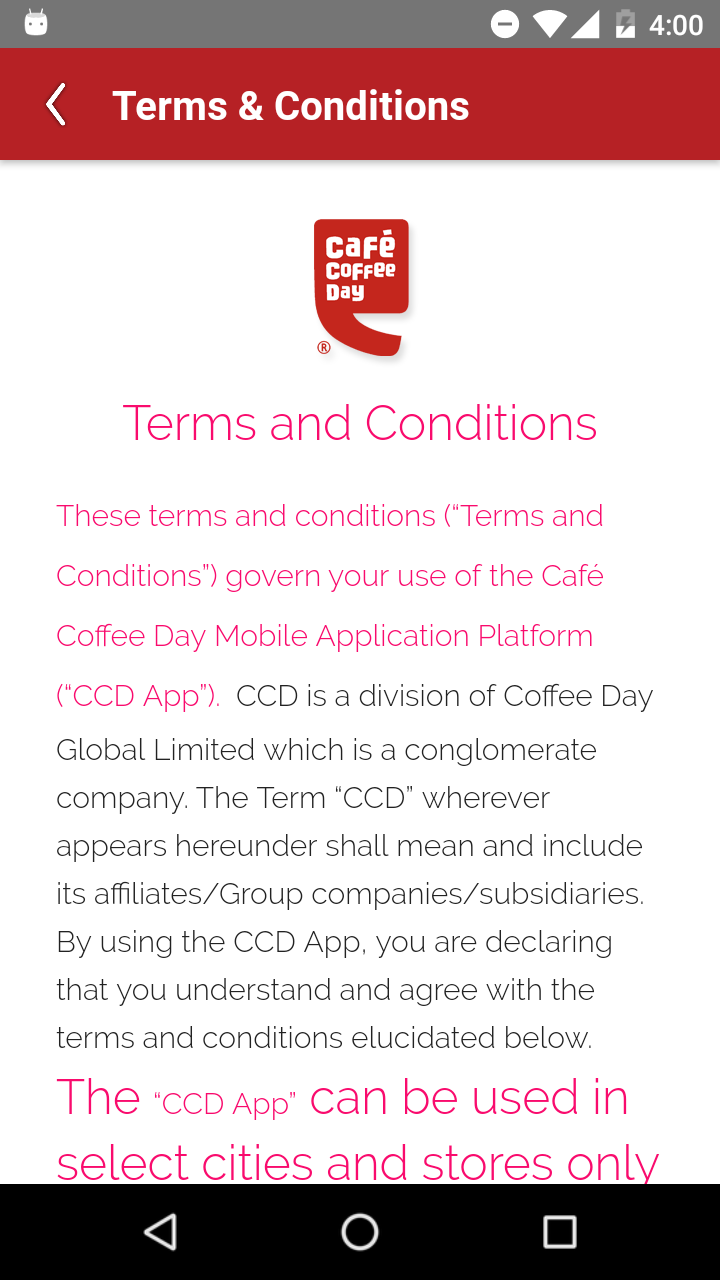 4:00
Terms & Conditions
Café
Coffee
Day
®
Terms and Conditions
These terms and conditions (“Terms and
Conditions”) govern your use of the Café
Coffee Day Mobile Application Platform
(“CCD App”). CCD is a division of Coffee Day
Global Limited which is a conglomerate
company. The Term “CCD” wherever
appears hereunder shall mean and include
its affiliates/Group companies/subsidiaries.
By using the CCD App, you are declaring
that you understand and agree with the
terms and conditions elucidated below.
The “CCD App” can be used in
select cities and stores only